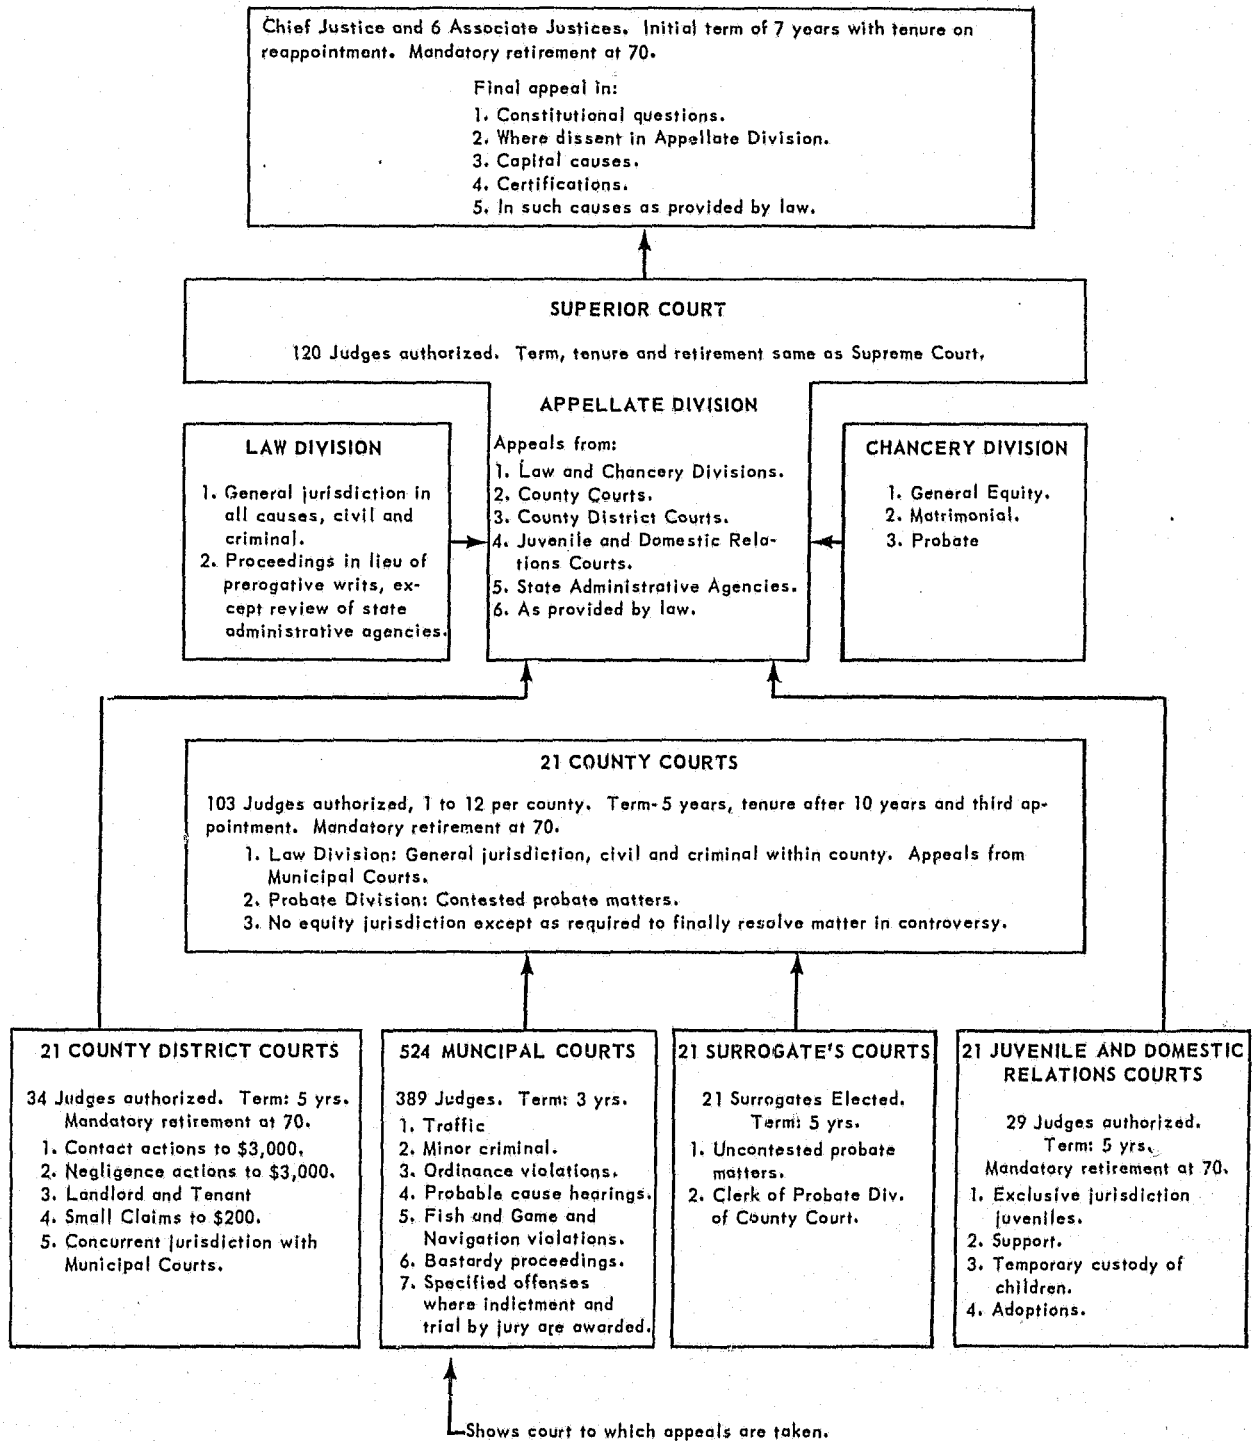 Chief Justice and 6 Associate Justices. Initial term of 7 years with tenure on
reappointment. Mandatory retirement at 70.
Final appeal in:
1. Constitutional questions.
2. Where dissent in Appellate Division.
3. Capital causes.
4. Certifications.
5. In such causes as provided by law.
SUPERIOR COURT
120 Judges authorized. Term, tenure and retirement same as Supreme Court.
LAW DIVISION
1. General jurisdiction in
all causes, civil and
criminal.
2. Proceedings in lieu of
prerogative writs, ex-
cept review of state
administrative agencies.
APPELLATE DIVISION
Appeals from:
1. Law and Chancery Divisions.
2. County Courts.
3. County District Courts.
4. Juvenile and Domestic Rela-
tions Courts.
5. State Administrative Agencies.
6. As provided by law.
CHANCERY DIVISION
1. General Equity.
2. Matrimonial.
3. Probate
21 COUNTY COURTS
103 Judges authorized, 1 to 12 per county. Term-5 years, tenure after 10 years and third ap-
pointment. Mandatory retirement at 70.
1. Law Division: General jurisdiction, civil and criminal within county. Appeals from
Municipal Courts.
2. Probate Division: Contested probate matters.
3. No equity jurisdiction except as required to finally resolve matter in controversy.
21 COUNTY DISTRICT COURTS
34 Judges authorized. Term: 5 yrs.
Mandatory retirement at 70.
1. Contact actions to $3,000.
2. Negligence actions to $3,000.
3. Landlord and Tenant
4. Small Claims to $200.
5. Concurrent jurisdiction with
Municipal Courts.
524 MUNCIPAL COURTS
389 Judges. Term: 3 yrs.
1. Traffic
2. Minor criminal.
3. Ordinance violations.
4. Probable cause hearings.
5. Fish and Game and
Navigation violations.
6. Bastardy proceedings.
7. Specified offenses
where indictment and
trial by jury are awarded.
21 SURROGATE'S COURTS
21 Surrogates Elected.
Term: 5 yrs.
1. Uncontested probate
matters.
2. Clerk of Probate Div.
of County Court.
21 JUVENILE AND DOMESTIC
RELATIONS COURTS
29 Judges authorized.
Term: 5 yrs.
Mandatory retirement at 70.
1. Exclusive jurisdiction
juveniles.
2. Support.
3. Temporary custody of
children.
4. Adoptions.
Shows court to which appeals are taken.